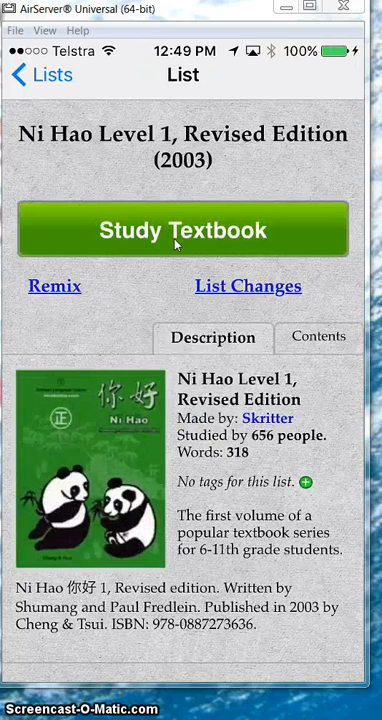 AirServer® Universal (64-bit)
File View Help
Telstra 12:49 PM 100%
Lists List
Ni Hao Level 1, Revised Edition
(2003)
Study Textbook
Remix List Changes
Description Contents
你好
Ni Hao
正
Cheng & Tsui
Ni Hao Level 1,
Revised Edition
Made by: Skritter
Studied by 656 people.
Words: 318
No tags for this list.
The first volume of a
popular textbook series
for 6-11th grade students.
Ni Hao 你好 1, Revised edition. Written by
Shumang and Paul Fredlein. Published in 2003 by
Cheng & Tsui. ISBN: 978-0887273636.
Screencast-O-Matic.com